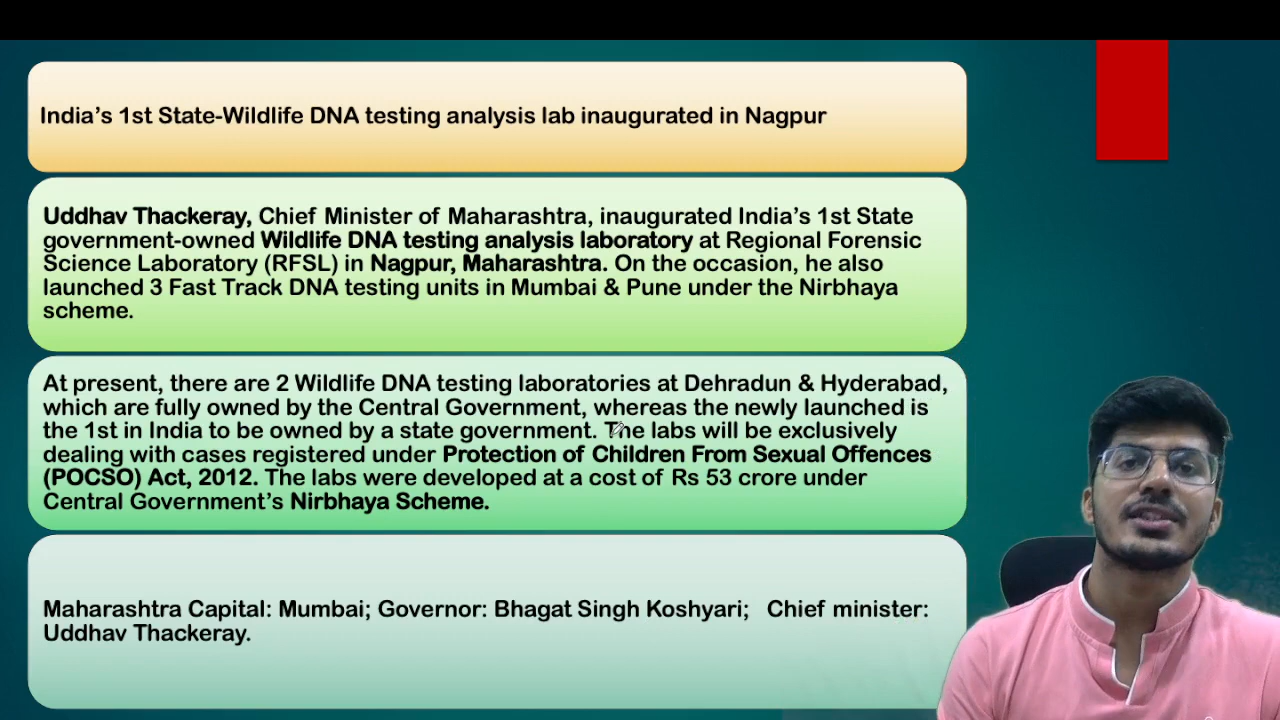 India’s 1st State-Wildlife DNA testing analysis lab inaugurated in Nagpur
Uddhav Thackeray, Chief Minister of Maharashtra, inaugurated India’s 1st State
government-owned Wildlife DNA testing analysis laboratory at Regional Forensic
Science Laboratory (RFSL) in Nagpur, Maharashtra. On the occasion, he also
launched 3 Fast Track DNA testing units in Mumbai & Pune under the Nirbhaya
scheme.
At present, there are 2 Wildlife DNA testing laboratories at Dehradun & Hyderabad,
which are fully owned by the Central Government, whereas the newly launched is
the 1st in India to be owned by a state government. The labs will be exclusively
dealing with cases registered under Protection of Children From Sexual Offences
(POCSO) Act, 2012. The labs were developed at a cost of Rs 53 crore under
Central Government’s Nirbhaya Scheme.
Maharashtra Capital: Mumbai; Governor: Bhagat Singh Koshyari; Chief minister:
Uddhav Thackeray.